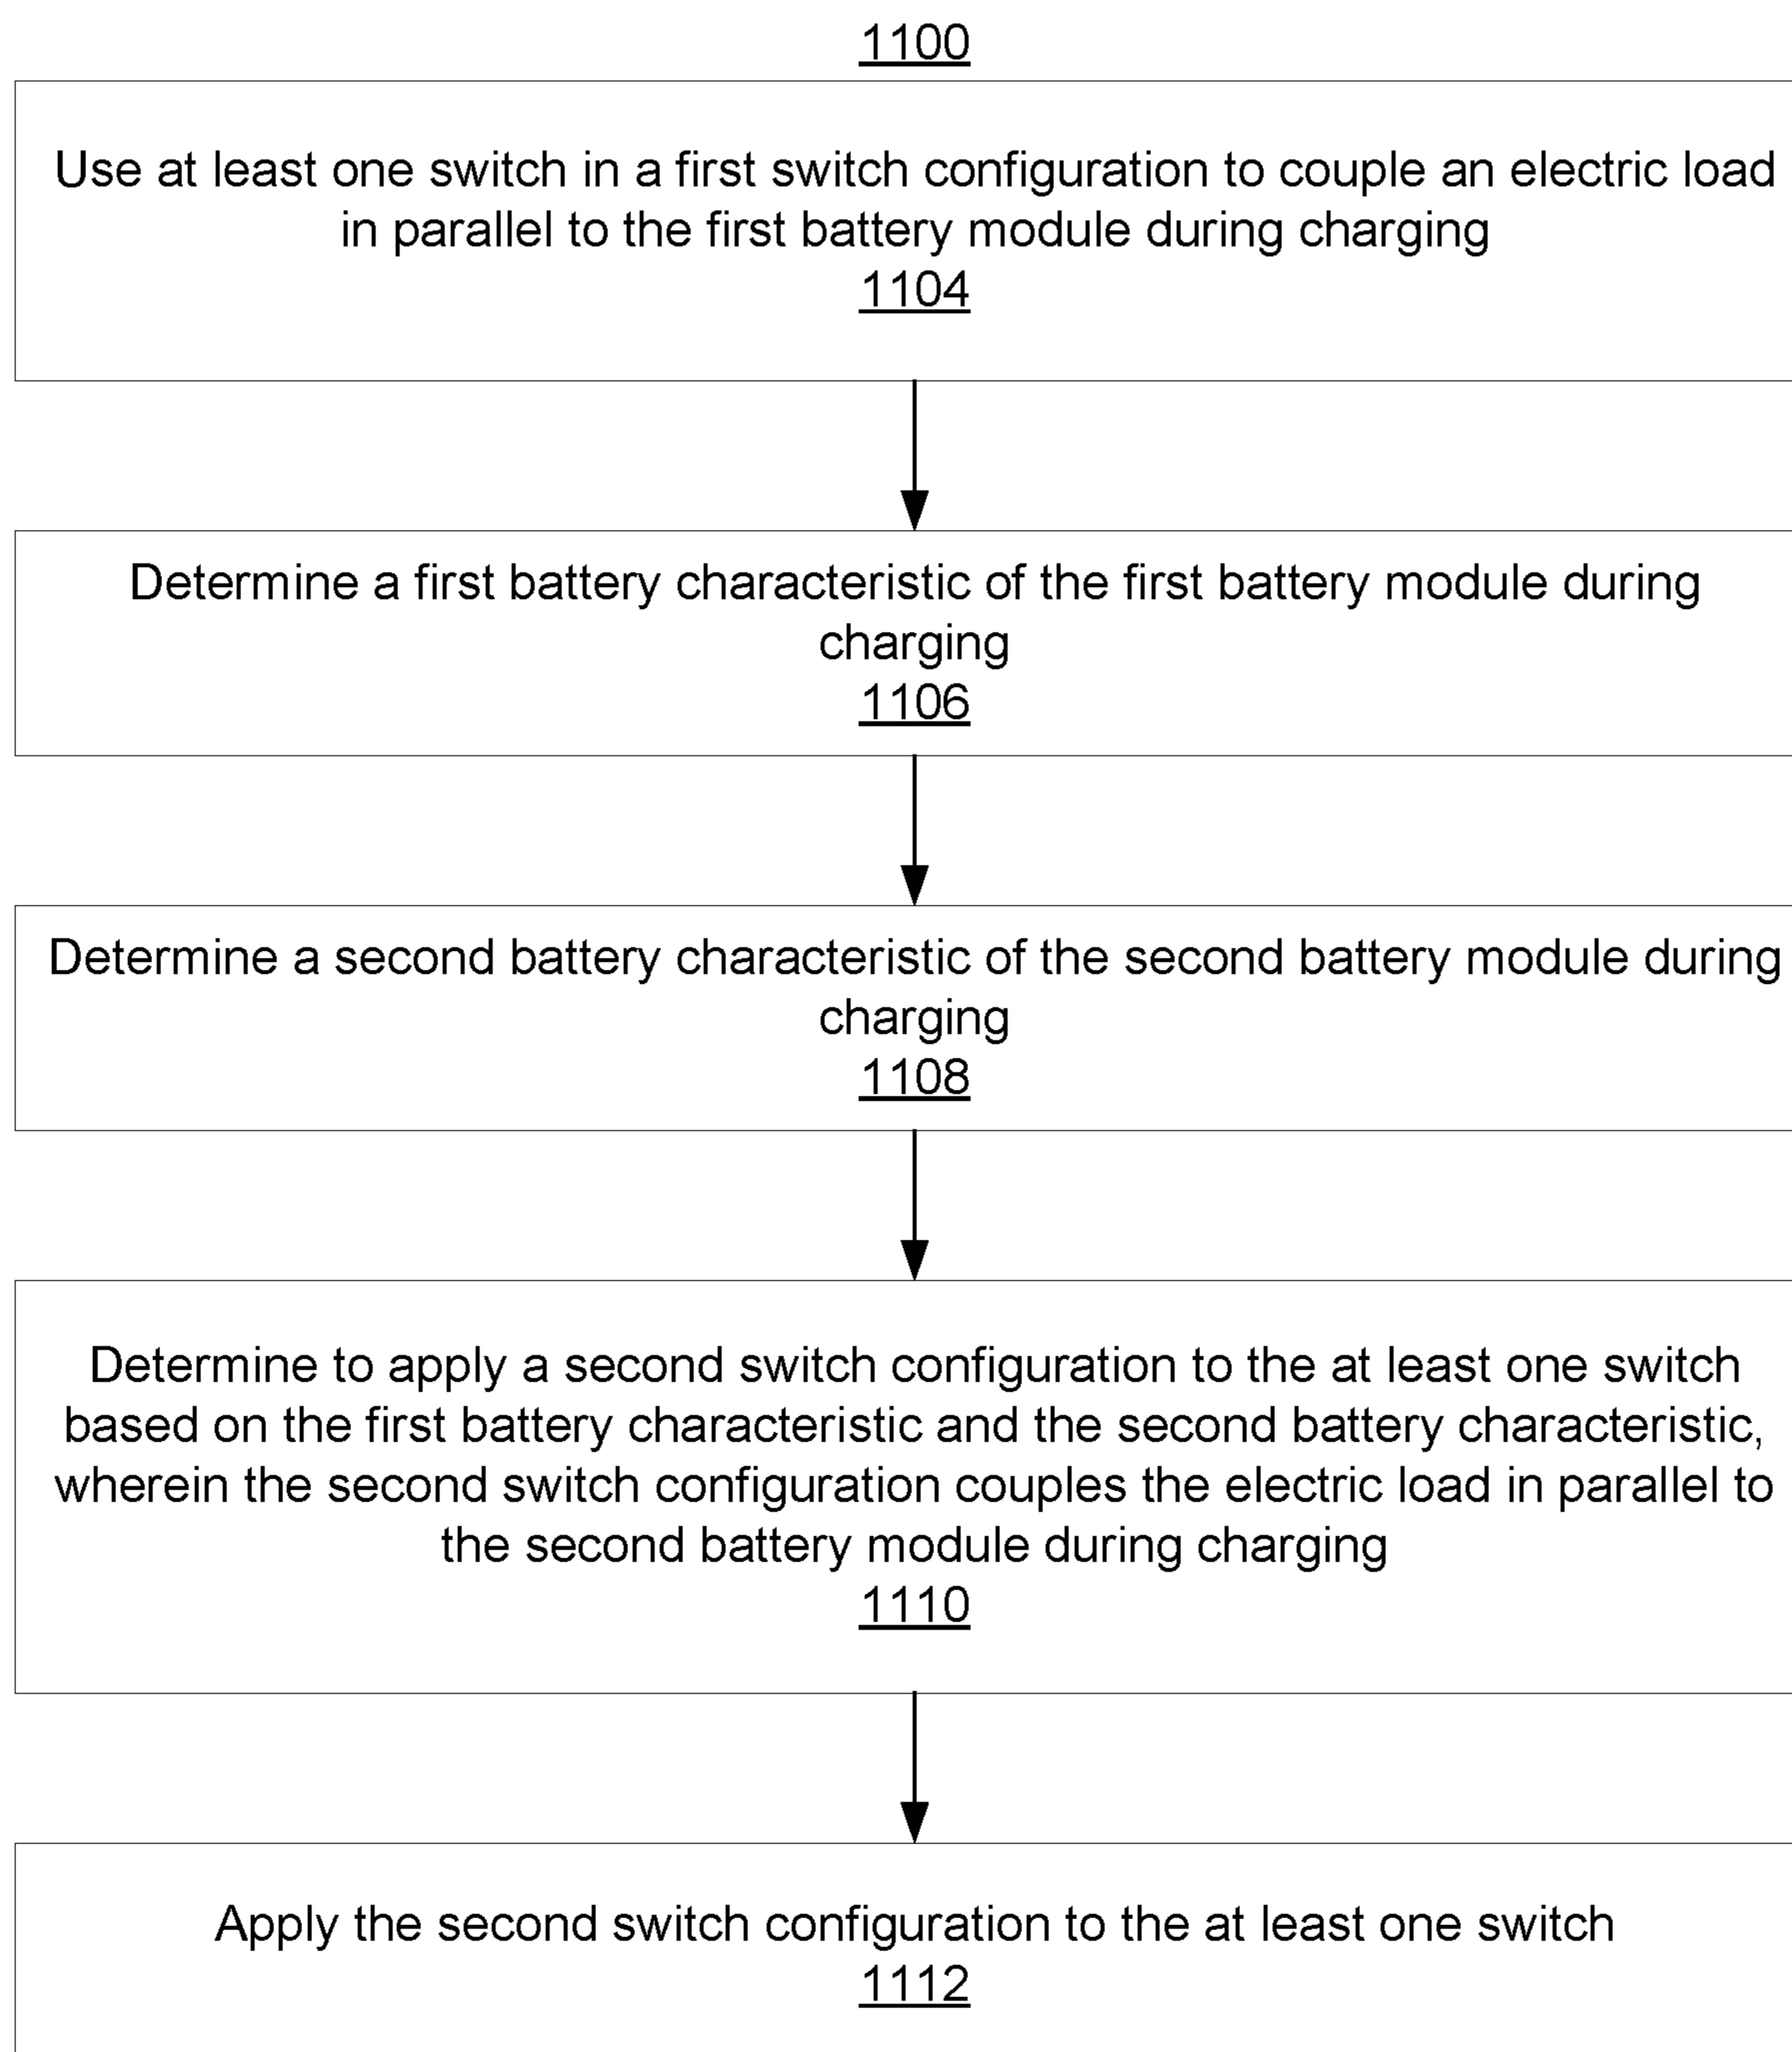 1100
Use at least one switch in a first switch configuration to couple an electric load
in parallel to the first battery module during charging
1104
Determine a first battery characteristic of the first battery module during
charging
1106
Determine a second battery characteristic of the second battery module during
charging
1108
Determine to apply a second switch configuration to the at least one switch
based on the first battery characteristic and the second battery characteristic,
wherein the second switch configuration couples the electric load in parallel to
the second battery module during charging
1110
Apply the second switch configuration to the at least one switch
1112